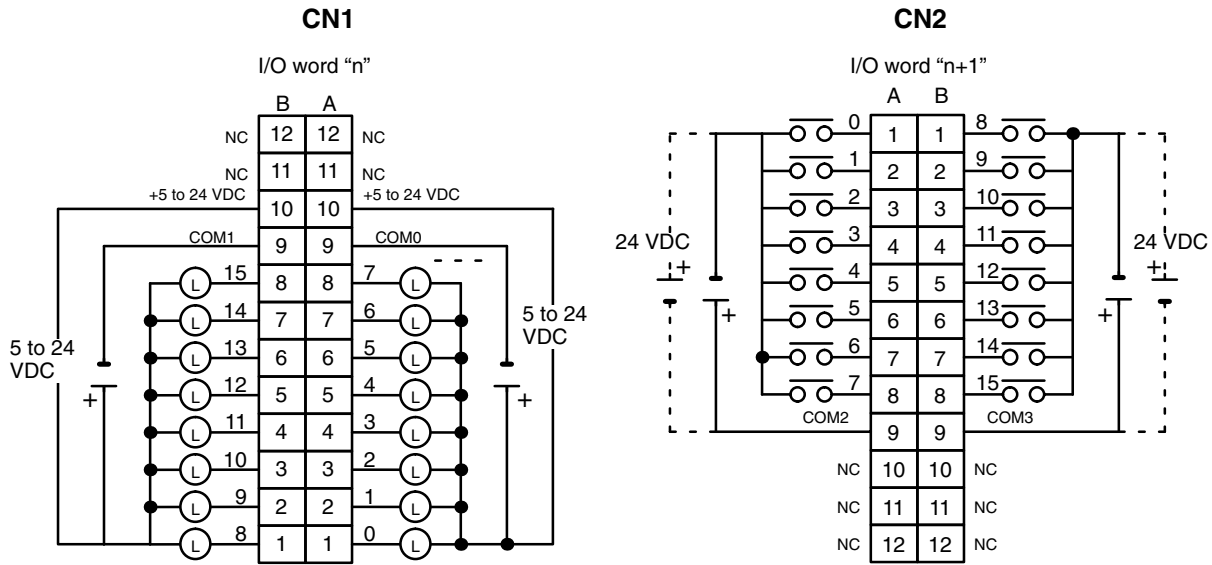 CN1
I/O word “n”
B A
NC 12 12 NC
NC 11 11 NC
+5 to 24 VDC 10 10 +5 to 24 VDC
COM1 9 9 COM0
L 15 8 8 7 L
L 14 7 7 6 L
L 13 6 6 5 L
L 12 5 5 4 L
L 11 4 4 3 L
L 10 3 3 2 L
L 9 2 2 1 L
L 8 1 1 0 L
5 to 24
VDC
+
5 to 24
VDC
+
CN2
I/O word “n+1”
A B
0 1 1 8
1 2 2 9
2 3 3 10
3 4 4 11
4 5 5 12
5 6 6 13
6 7 7 14
7 8 8 15
COM2 9 9 COM3
NC 10 10 NC
NC 11 11 NC
NC 12 12 NC
24 VDC
+
+
24 VDC
+
+